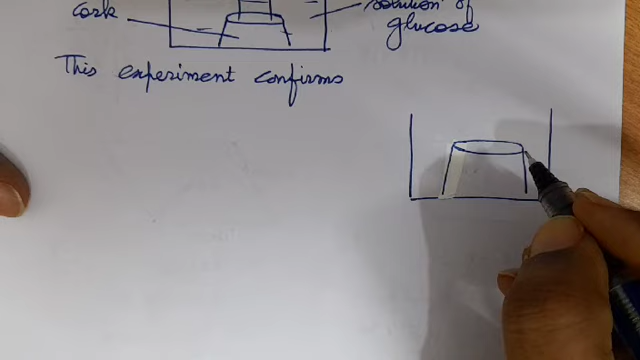 cork
solution of
glucose
This experiment confirms